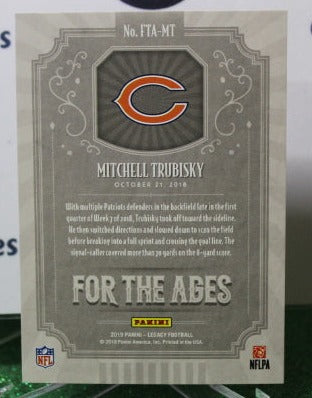 No. FTA-MT
C
MITCHELL TRUBISKY
OCTOBER 21, 2018
With multiple Patriots defenders in the backfield late in the first
quarter of Week 7 of 2018, Trubisky took off toward the sideline.
He then switched directions and slowed down to scan the field
before breaking into a full sprint and crossing the goal line. The
signal-caller covered more than 70 yards on the 8-yard score.
FOR THE AGES
PANINI
2019 PANINI – LEGACY FOOTBALL
© 2019 Panini America, Inc. Printed in the USA.
NFL
NFLPA
es